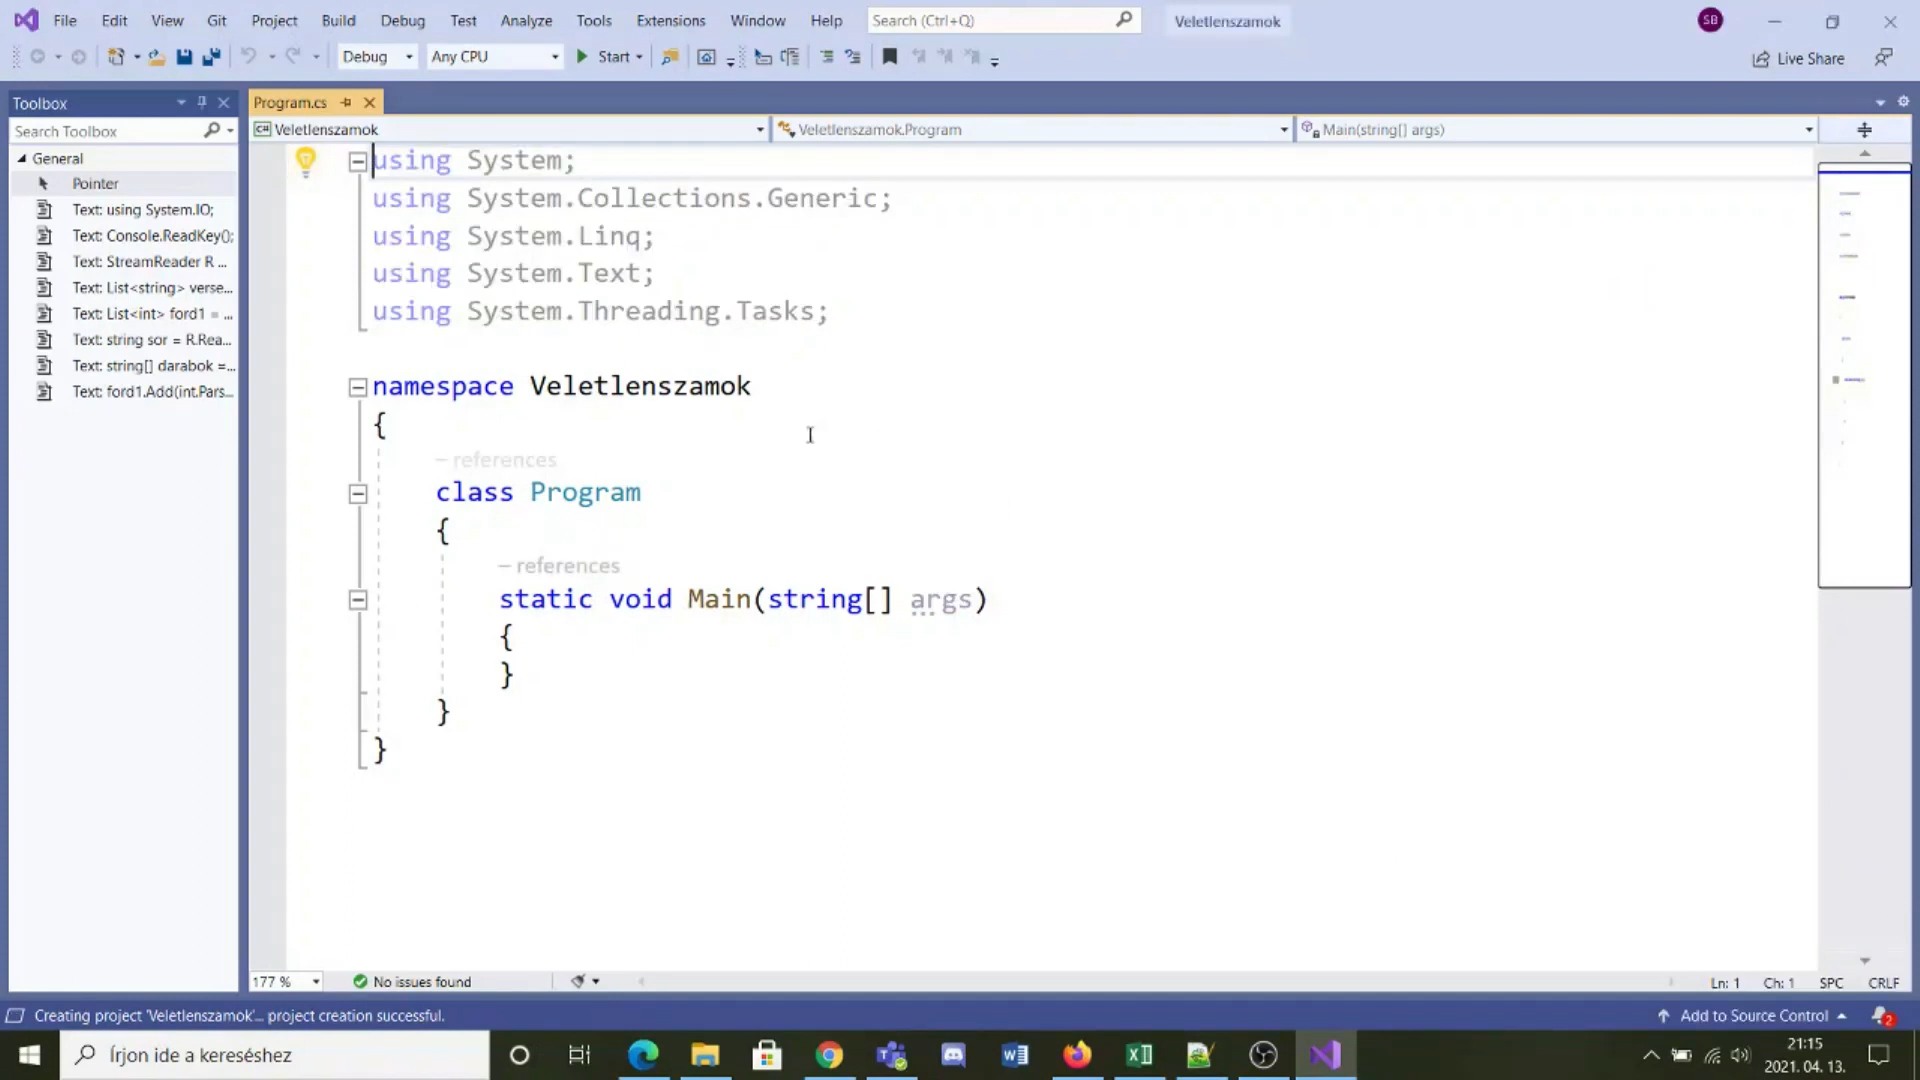 File Edit View Git Project Build Debug Test Analyze Tools Extensions Window Help Search (Ctrl+Q) Veletlenszamok SB
Debug Any CPU Start Live Share
Toolbox
Program.cs
Search Toolbox
Veletlenszamok Veletlenszamok.Program Main(string[] args)
General
Pointer
Text: using System.IO;
Text: Console.ReadKey();
Text: StreamReader R ...
Text: List<string> verse...
Text: List<int> ford1 = ...
Text: string sor = R.Rea...
Text: string[] darabok =...
Text: ford1.Add(int.Pars...
using System;
using System.Collections.Generic;
using System.Linq;
using System.Text;
using System.Threading.Tasks;
namespace Veletlenszamok
{
– references
class Program
{
– references
static void Main(string[] args)
{
}
}
}
177 % No issues found Ln: 1 Ch: 1 SPC CRLF
Creating project 'Veletlenszamok'... project creation successful. Add to Source Control 2
Írjon ide a kereséshez 21:15
2021. 04. 13.